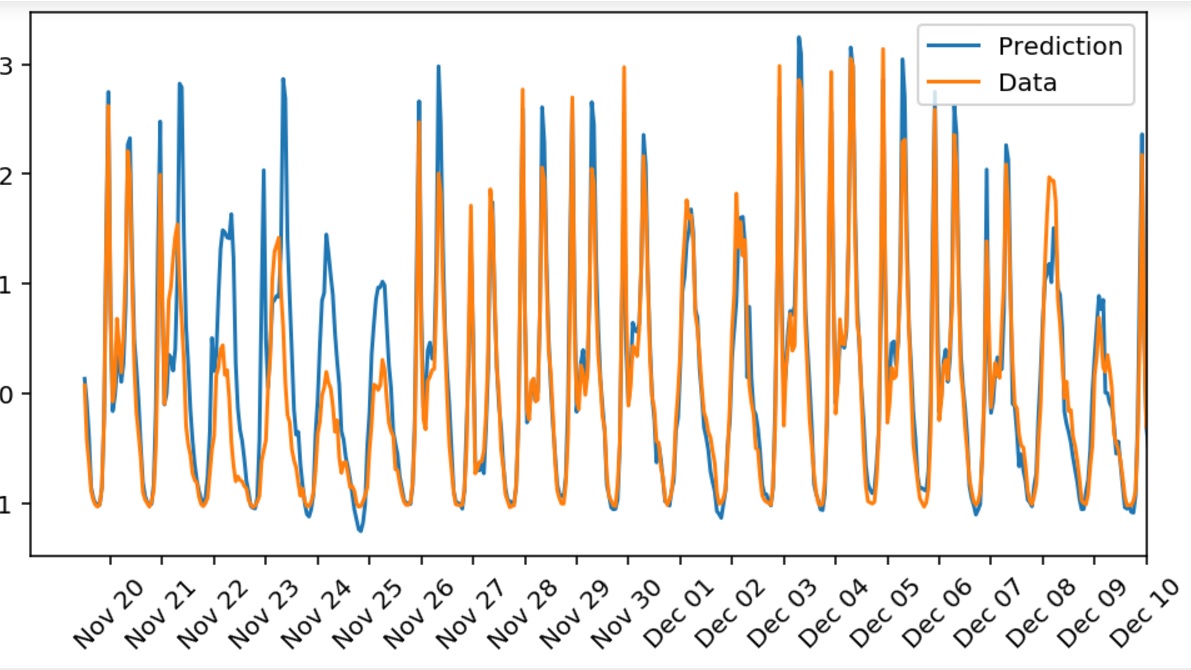 3
2
1
0
1
Prediction
Data
Nov 20
Nov 21
Nov 22
Nov 23
Nov 24
Nov 25
Nov 26
Nov 27
Nov 28
Nov 29
Nov 30
Dec 01
Dec 02
Dec 03
Dec 04
Dec 05
Dec 06
Dec 07
Dec 08
Dec 09
Dec 10